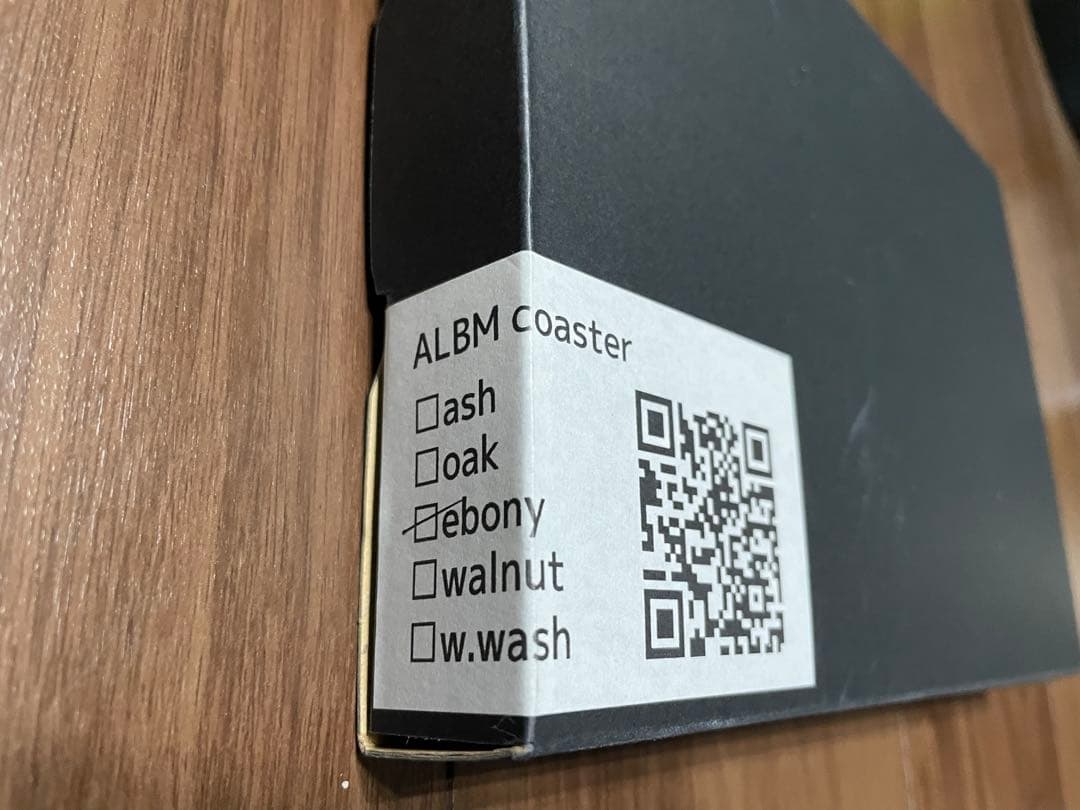 ALBM coaster
☐ash
☐oak
☐ebony
☐walnut
☐w.wash